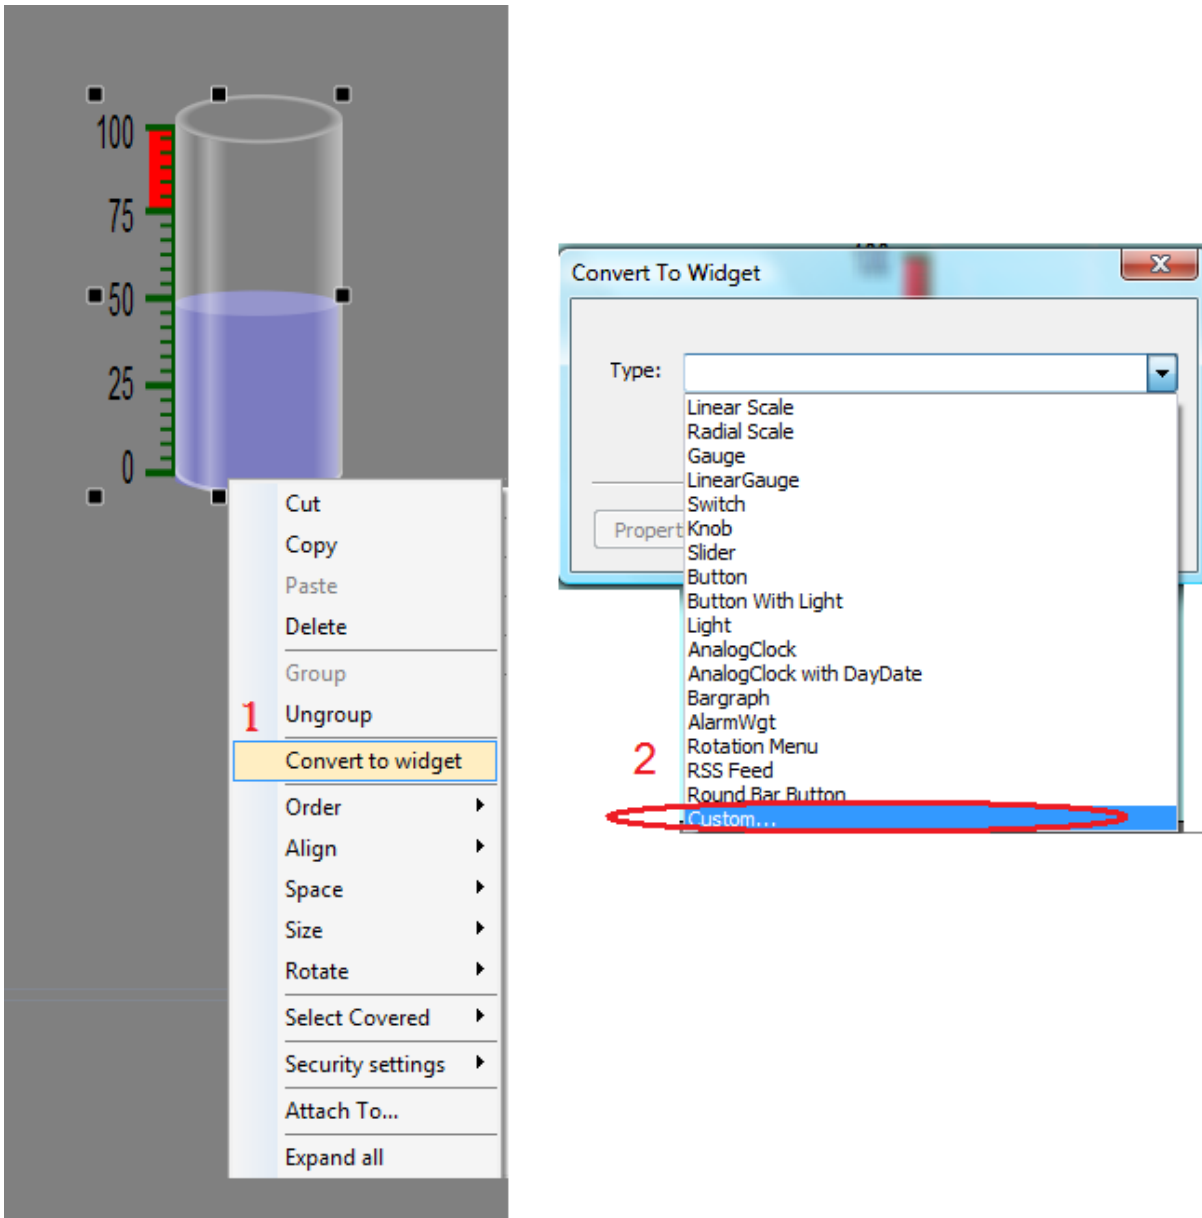 100
75
50
25
0
Cut
Copy
Paste
Delete
Group
1
Ungroup
Convert to widget
Order
Align
Space
Size
Rotate
Select Covered
Security settings
Attach To...
Expand all
Convert To Widget
Type:
Linear Scale
Radial Scale
Gauge
LinearGauge
Switch
Propert
Knob
Slider
Button
Button With Light
Light
AnalogClock
AnalogClock with DayDate
Bargraph
AlarmWgt
2
Rotation Menu
RSS Feed
Round Bar Button
Custom...